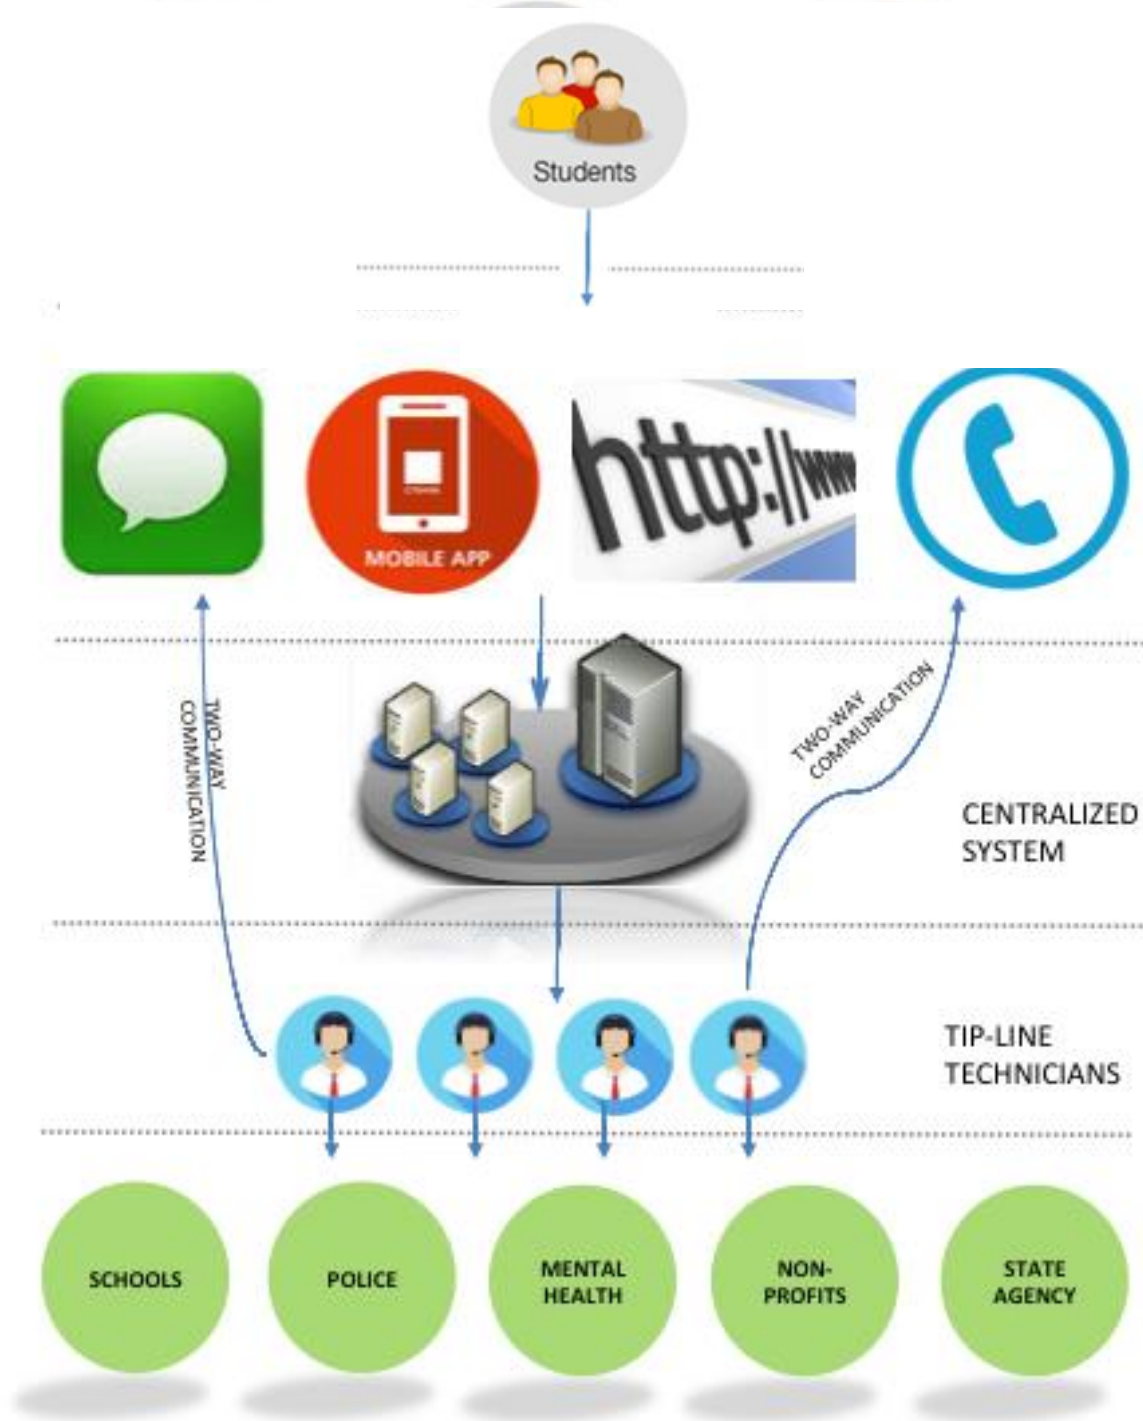 Students
MOBILE APP
http://www
TWO-WAY
COMMUNICATION
TWO-WAY
COMMUNICATION
CENTRALIZED
SYSTEM
TIP-LINE
TECHNICIANS
SCHOOLS
POLICE
MENTAL
HEALTH
NON-
PROFITS
STATE
AGENCY